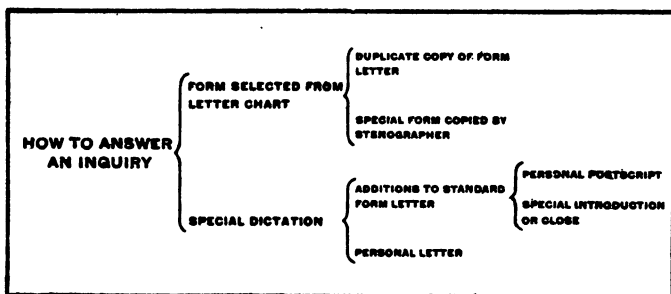 DUPLICATE COPY OF FORM
LETTER
FORM SELECTED FROM
LETTER CHART
SPECIAL FORM COPIED BY
STENOGRAPHER
HOW TO ANSWER
AN INQUIRY
ADDITIONS TO STANDARD
FORM LETTER
PERSONAL POSTSCRIPT
SPECIAL INTRODUCTION
OR CLOSE
SPECIAL DICTATION
PERSONAL LETTER